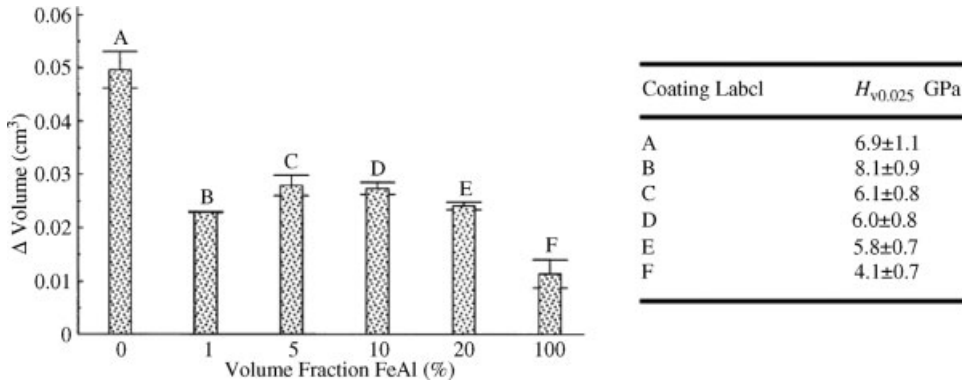 0.06
0.05
0.04
0.03
0.02
0.01
0
Δ Volume (cm³)
A
B
C
D
E
F
0 1 5 10 20 100
Volume Fraction FeAl (%)
Coating Label Hv0.025 GPa
A 6.9±1.1
B 8.1±0.9
C 6.1±0.8
D 6.0±0.8
E 5.8±0.7
F 4.1±0.7